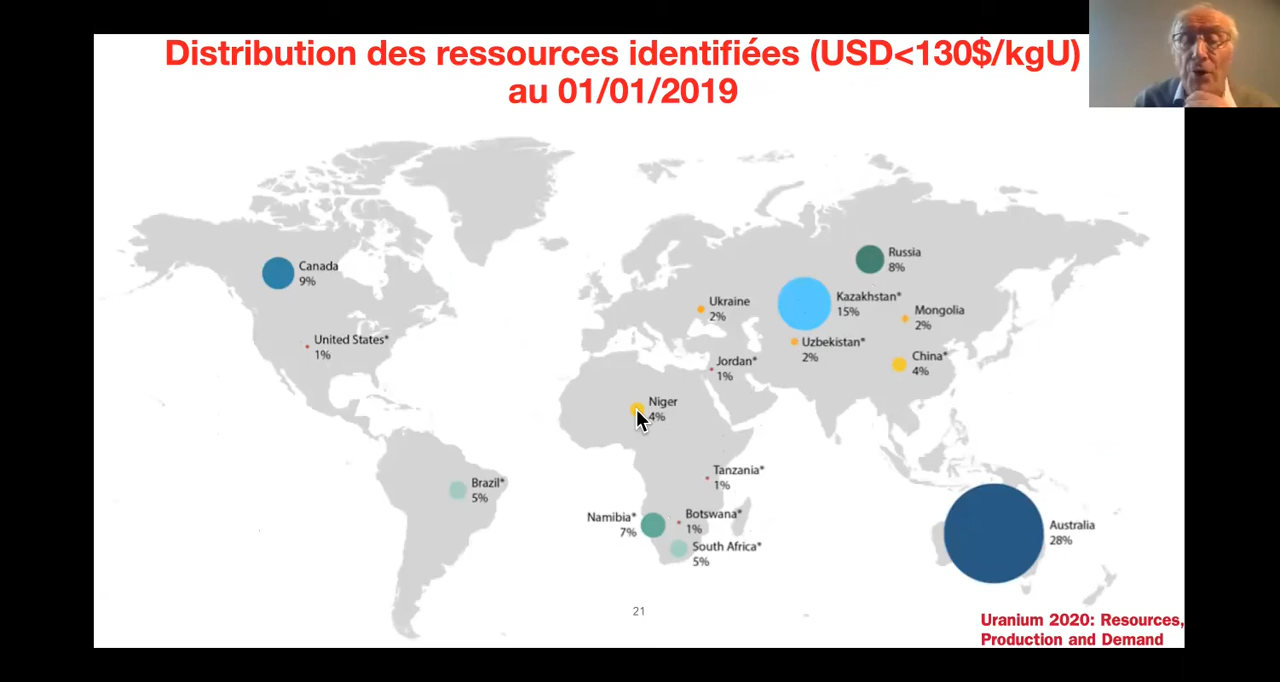 Distribution des ressources identifiées (USD<130$/kgU)
au 01/01/2019
Canada
9%
United States*
1%
Brazil*
5%
Ukraine
2%
Jordan*
1%
Niger
4%
Tanzania*
1%
Namibia*
7%
Botswana*
1%
South Africa*
5%
Russia
8%
Kazakhstan*
15%
Mongolia
2%
Uzbekistan*
2%
China*
4%
Australia
28%
21
Uranium 2020: Resources,
Production and Demand